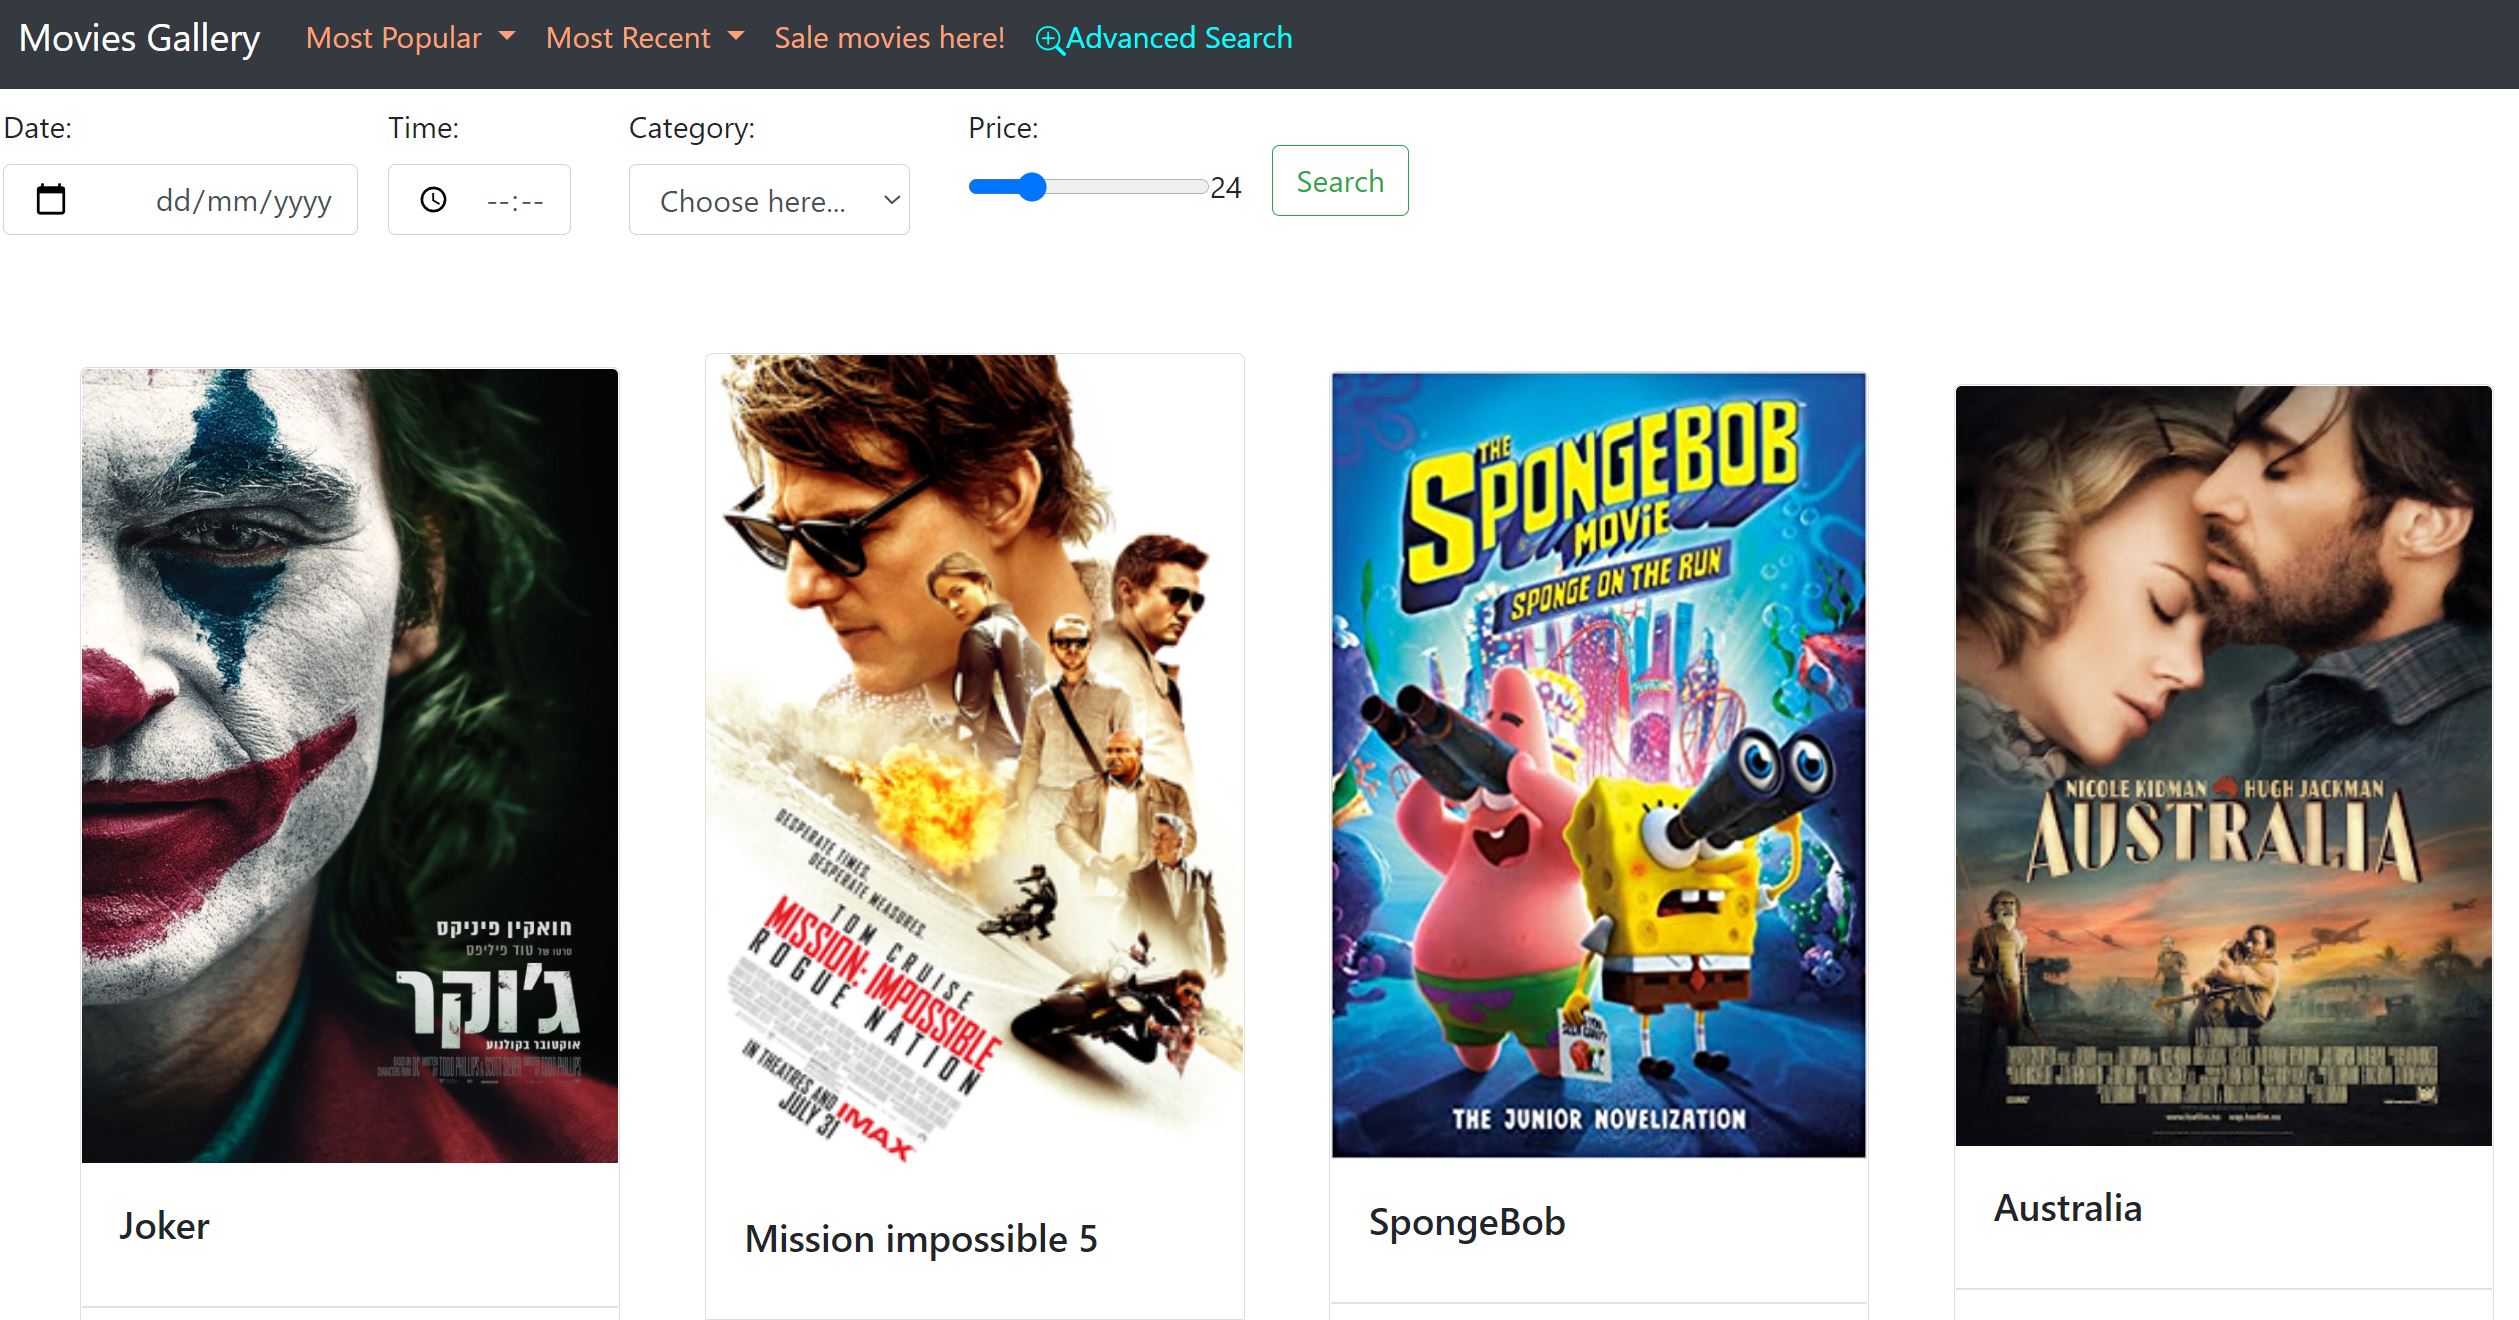 Movies Gallery
Most Popular
Most Recent
Sale movies here!
Advanced Search
Date:
Time:
Category:
Price:
dd/mm/yyyy
--:--
Choose here...
24
Search
חואקין פיניקס
סרטו של טוד פיליפס
ג'וקר
אוקטובר בקולנוע
Joker
DESPERATE TIMES.
DESPERATE MEASURES.
TOM CRUISE
MISSION: IMPOSSIBLE
ROGUE NATION
IN THEATRES AND IMAX
JULY 31
Mission impossible 5
THE
SPONGEBOB
MOVIE
SPONGE ON THE RUN
THE JUNIOR NOVELIZATION
SpongeBob
NICOLE KIDMAN HUGH JACKMAN
AUSTRALIA
Australia